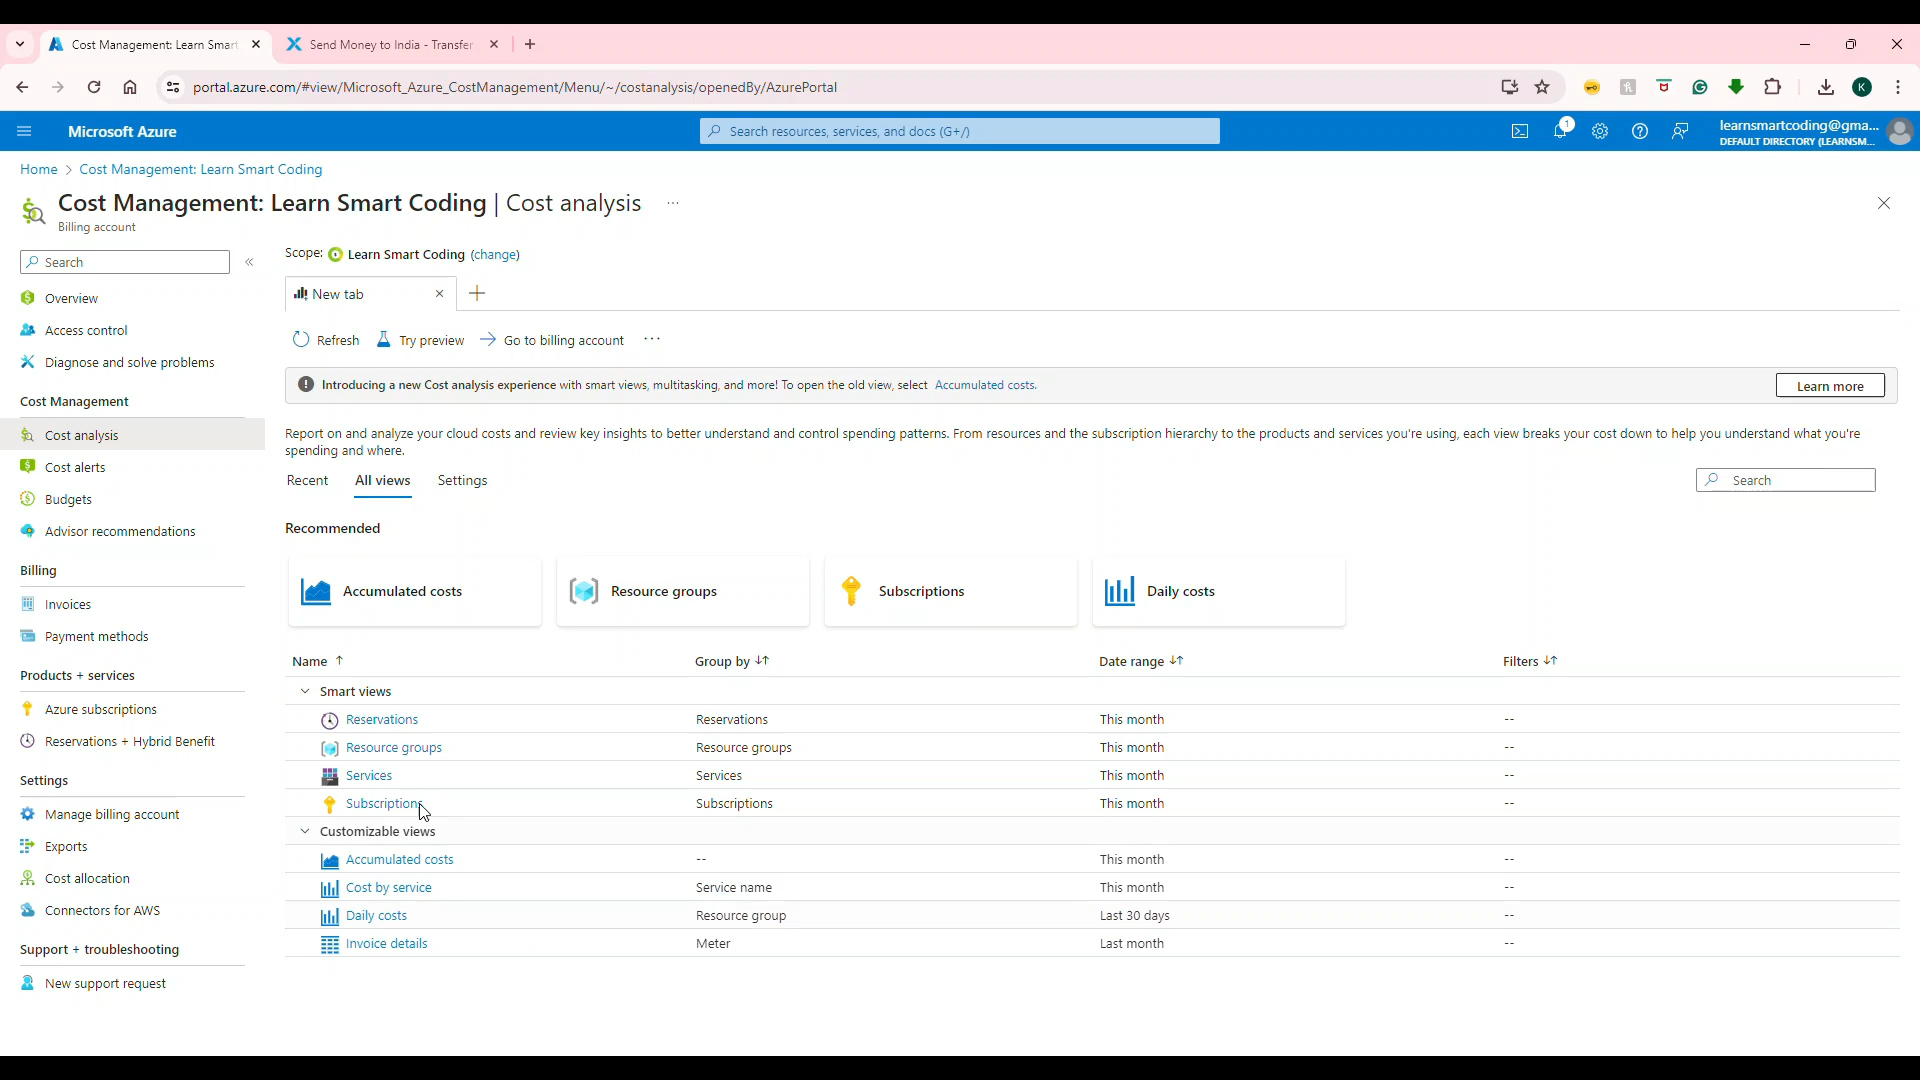 Cost Management: Learn Smart
Send Money to India - Transfer
portal.azure.com/#view/Microsoft_Azure_CostManagement/Menu/~/costanalysis/openedBy/AzurePortal
K
Microsoft Azure
Search resources, services, and docs (G+/)
1
learnsmartcoding@gma...
DEFAULT DIRECTORY (LEARNSM...
Home > Cost Management: Learn Smart Coding
Cost Management: Learn Smart Coding | Cost analysis ...
Billing account
Search
«
Overview
Access control
Diagnose and solve problems
Cost Management
Cost analysis
Cost alerts
Budgets
Advisor recommendations
Billing
Invoices
Payment methods
Products + services
Azure subscriptions
Reservations + Hybrid Benefit
Settings
Manage billing account
Exports
Cost allocation
Connectors for AWS
Support + troubleshooting
New support request
Scope: Learn Smart Coding (change)
New tab
Refresh
Try preview
Go to billing account
...
Introducing a new Cost analysis experience with smart views, multitasking, and more! To open the old view, select Accumulated costs.
Learn more
Report on and analyze your cloud costs and review key insights to better understand and control spending patterns. From resources and the subscription hierarchy to the products and services you're using, each view breaks your cost down to help you understand what you're
spending and where.
Recent All views Settings
Search
Recommended
Accumulated costs
Resource groups
Subscriptions
Daily costs
Name ↑ Group by ↓↑ Date range ↓↑ Filters ↓↑
Smart views
Reservations Reservations This month --
Resource groups Resource groups This month --
Services Services This month --
Subscriptions Subscriptions This month --
Customizable views
Accumulated costs -- This month --
Cost by service Service name This month --
Daily costs Resource group Last 30 days --
Invoice details Meter Last month --